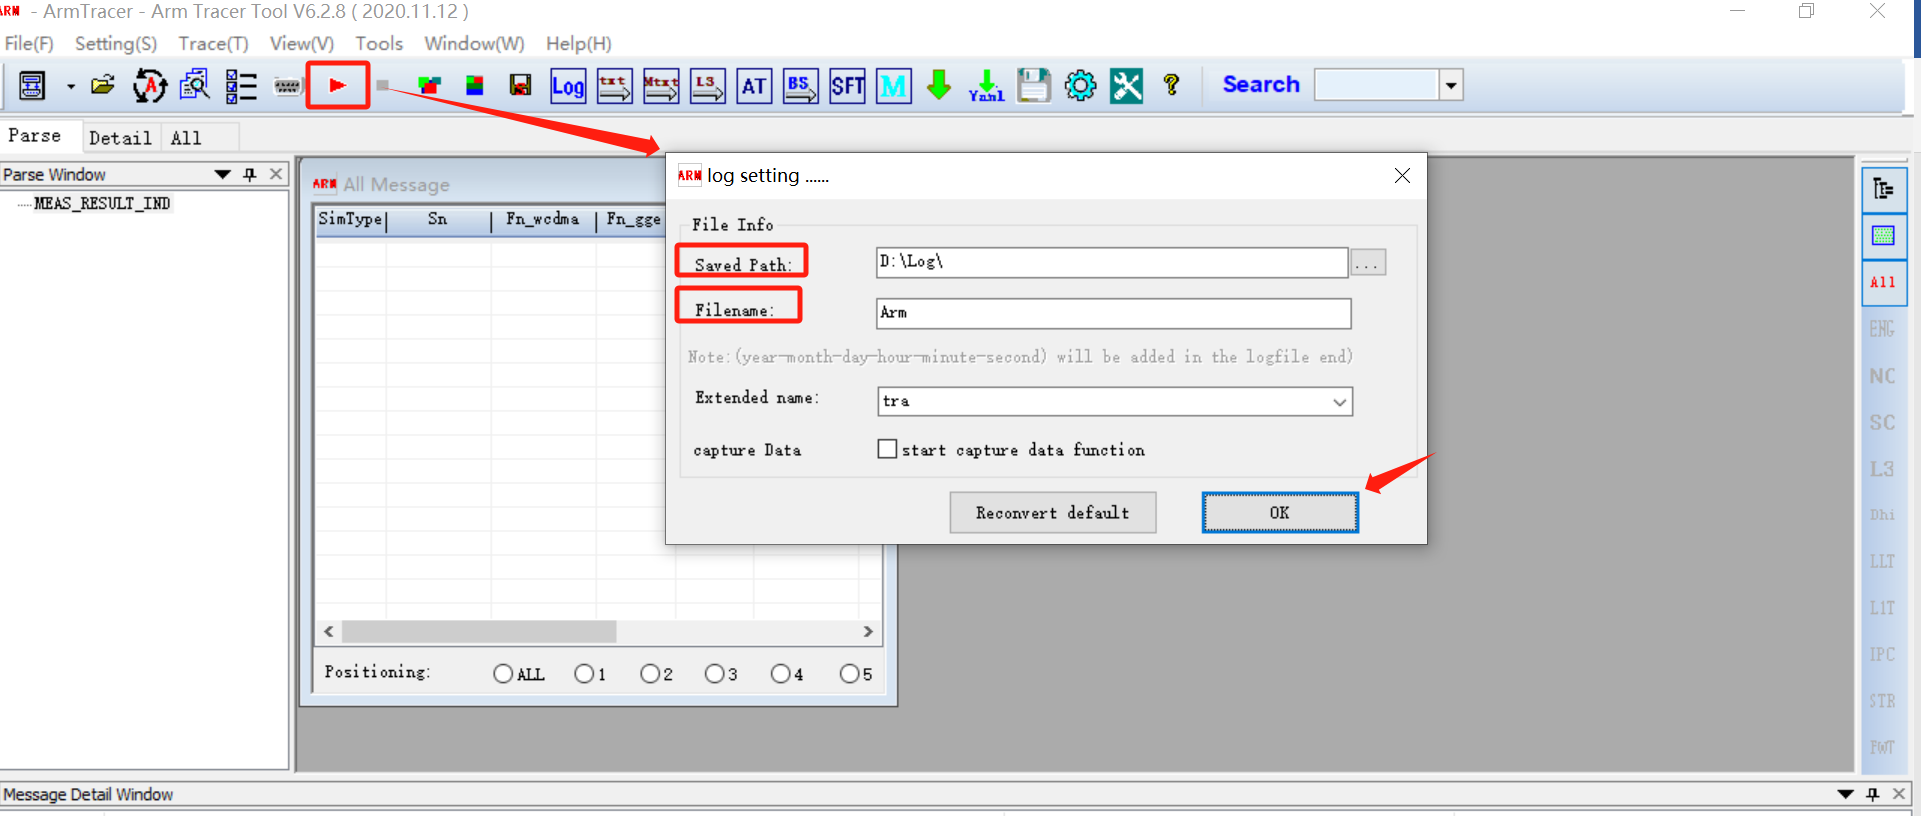 ARM - ArmTracer - Arm Tracer Tool V6.2.8 ( 2020.11.12 )
File(F) Setting(S) Trace(T) View(V) Tools Window(W) Help(H)
A Log txt Mtxt L3 AT BS SFT M Yaml ? Search
Parse Detail All
Parse Window
MEAS_RESULT_IND
ARM All Message
SimType Sn Fn_wcdma Fn_gge
Positioning: ALL 1 2 3 4 5
ARM log setting ......
File Info
Saved Path: D:\Log\ ...
Filename: Arm
Note:(year-month-day-hour-minute-second) will be added in the logfile end)
Extended name: tra
capture Data start capture data function
Reconvert default OK
All
ENG
NC
SC
L3
Dhi
LLT
L1T
IPC
STR
PWT
Message Detail Window